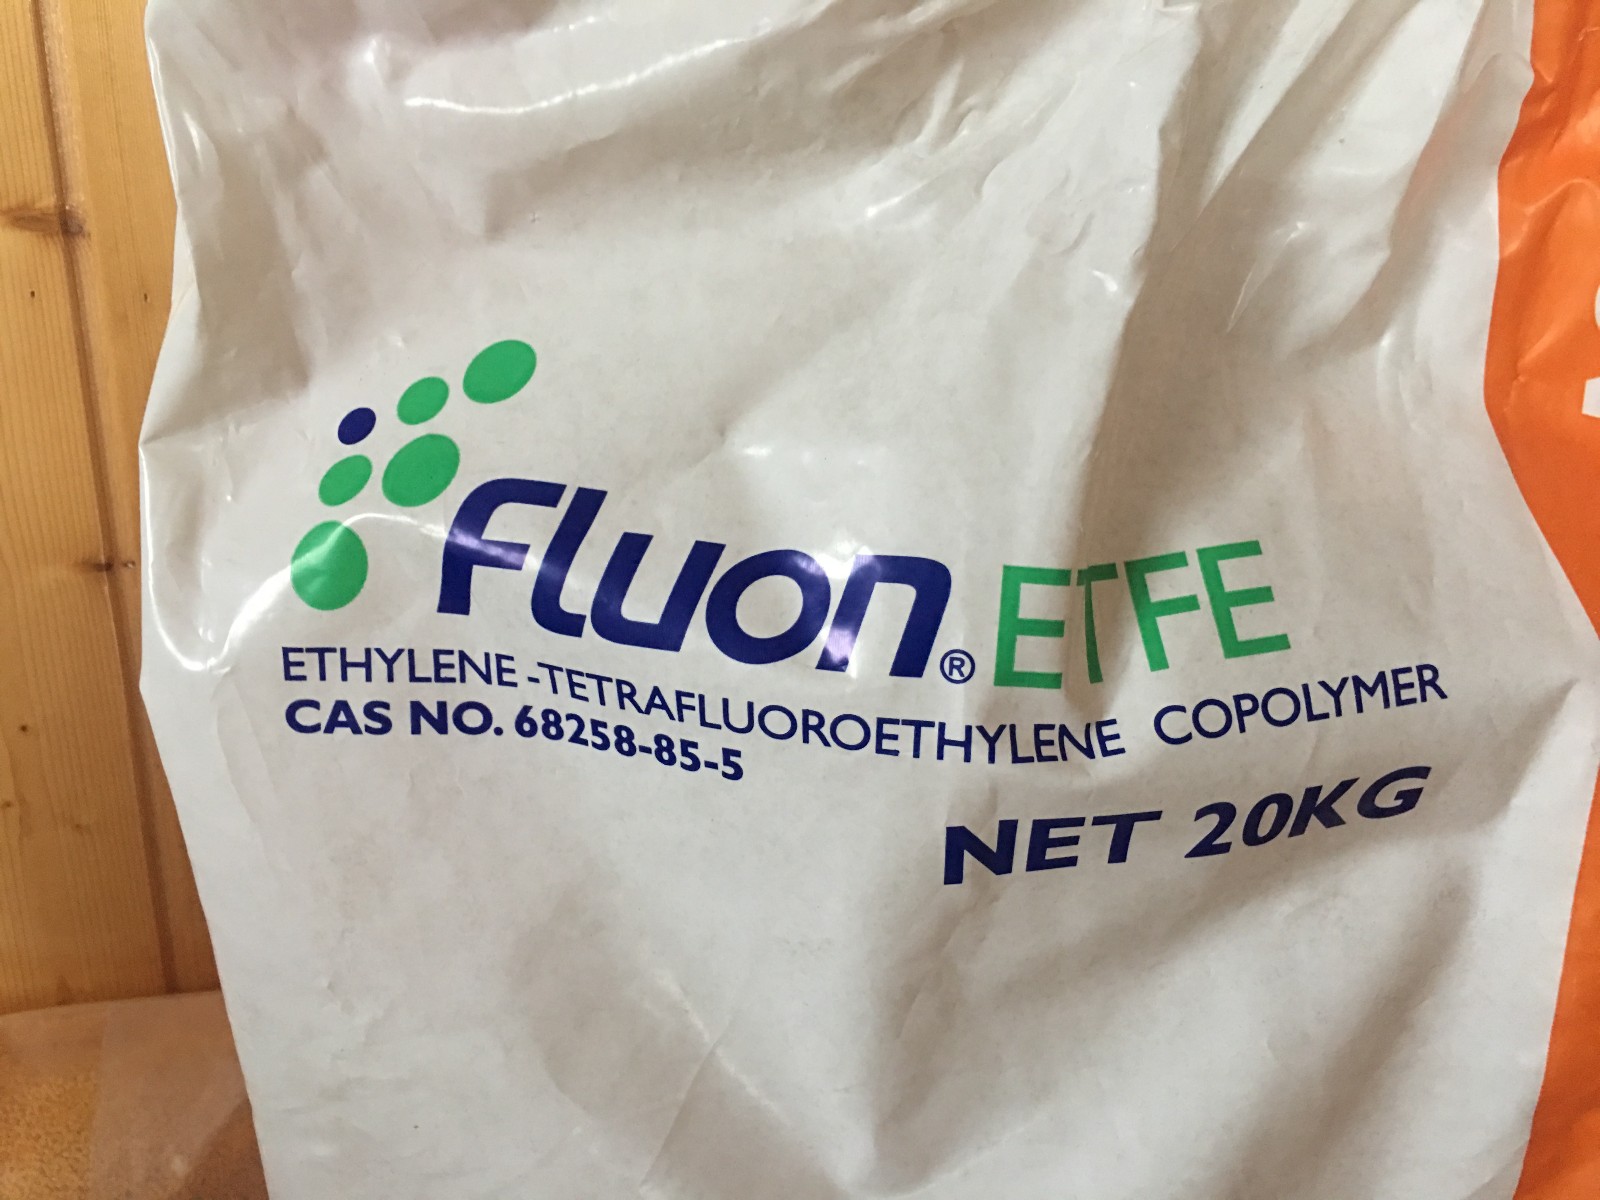 Fluon® ETFE
ETHYLENE-TETRAFLUOROETHYLENE COPOLYMER
CAS NO. 68258-85-5
NET 20KG